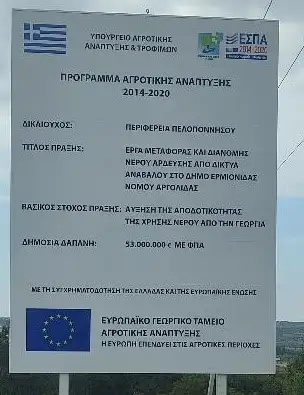 ΥΠΟΥΡΓΕΙΟ ΑΓΡΟΤΙΚΗΣ
ΑΝΑΠΤΥΞΗΣ & ΤΡΟΦΙΜΩΝ
ΕΣΠΑ
2014-2020
ΠΡΟΓΡΑΜΜΑ ΑΓΡΟΤΙΚΗΣ ΑΝΑΠΤΥΞΗΣ
2014-2020
ΔΙΚΑΙΟΥΧΟΣ: ΠΕΡΙΦΕΡΕΙΑ ΠΕΛΟΠΟΝΝΗΣΟΥ
ΤΙΤΛΟΣ ΠΡΑΞΗΣ: ΕΡΓΑ ΜΕΤΑΦΟΡΑΣ ΚΑΙ ΔΙΑΝΟΜΗΣ
ΝΕΡΟΥ ΑΡΔΕΥΣΗΣ ΑΠΟ ΔΙΚΤΥΑ
ΑΝΑΒΑΛΟΥ ΣΤΟ ΔΗΜΟ ΕΡΜΙΟΝΙΔΑΣ
ΝΟΜΟΥ ΑΡΓΟΛΙΔΑΣ
ΒΑΣΙΚΟΣ ΣΤΟΧΟΣ ΠΡΑΞΗΣ: ΑΥΞΗΣΗ ΤΗΣ ΑΠΟΔΟΤΙΚΟΤΗΤΑΣ
ΤΗΣ ΧΡΗΣΗΣ ΝΕΡΟΥ ΑΠΟ ΤΗΝ ΓΕΩΡΓΙΑ
ΔΗΜΟΣΙΑ ΔΑΠΑΝΗ: 53.000.000 € ΜΕ ΦΠΑ
ΜΕ ΤΗ ΣΥΓΧΡΗΜΑΤΟΔΟΤΗΣΗ ΤΗΣ ΕΛΛΑΔΑΣ ΚΑΙ ΤΗΣ ΕΥΡΩΠΑΪΚΗΣ ΕΝΩΣΗΣ
ΕΥΡΩΠΑΪΚΟ ΓΕΩΡΓΙΚΟ ΤΑΜΕΙΟ
ΑΓΡΟΤΙΚΗΣ ΑΝΑΠΤΥΞΗΣ
Η ΕΥΡΩΠΗ ΕΠΕΝΔΥΕΙ ΣΤΙΣ ΑΓΡΟΤΙΚΕΣ ΠΕΡΙΟΧΕΣ